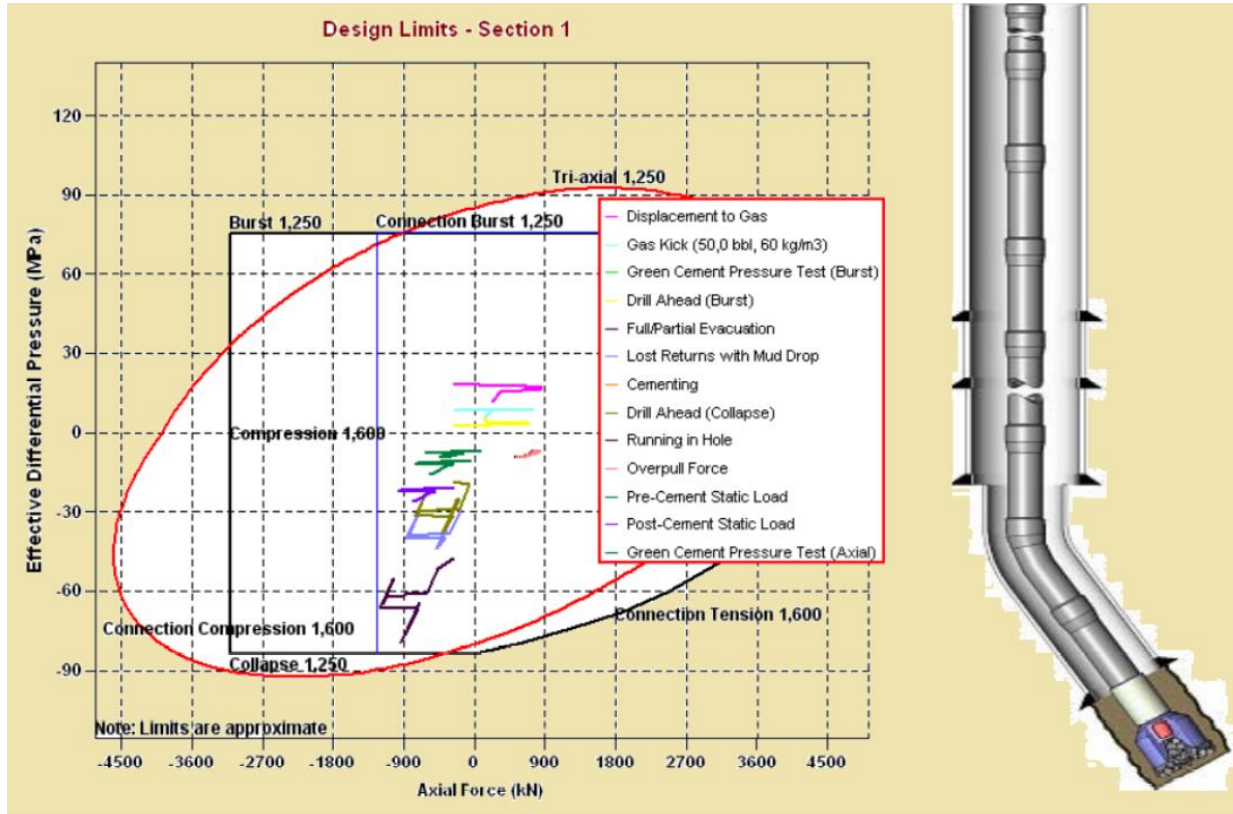 Design Limits - Section 1
120
90
60
30
0
-30
-60
-90
Effective Differential Pressure (MPa)
Tri-axial 1,250
Burst 1,250
Connection Burst 1,250
Displacement to Gas
Gas Kick (50,0 bbl, 60 kg/m3)
Green Cement Pressure Test (Burst)
Drill Ahead (Burst)
Full/Partial Evacuation
Lost Returns with Mud Drop
Cementing
Drill Ahead (Collapse)
Running in Hole
Overpull Force
Pre-Cement Static Load
Post-Cement Static Load
Green Cement Pressure Test (Axial)
Compression 1,600
Connection Tension 1,600
Connection Compression 1,600
Collapse 1,250
Note: Limits are approximate
-4500 -3600 -2700 -1800 -900 0 900 1800 2700 3600 4500
Axial Force (kN)